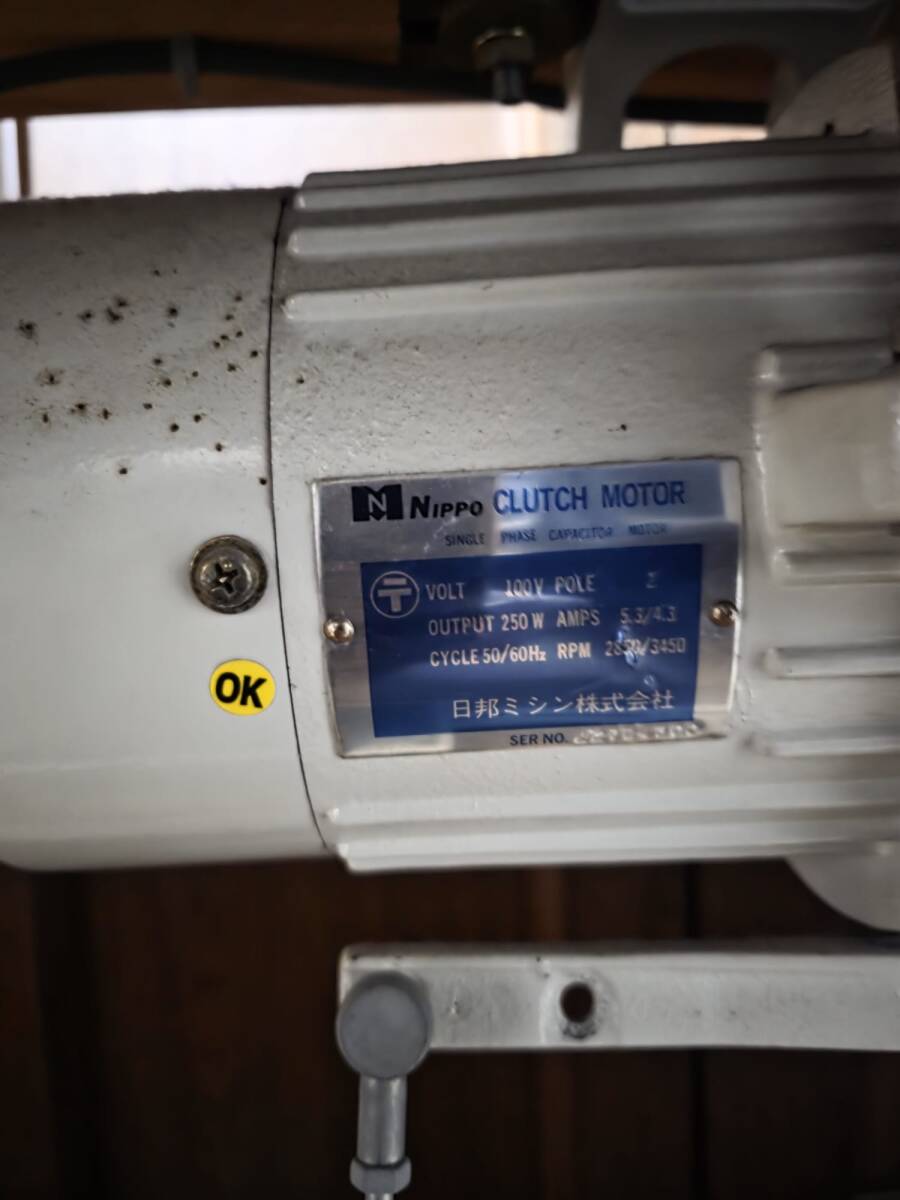 N NIPPO CLUTCH MOTOR
SINGLE PHASE CAPACITOR MOTOR
T VOLT 100V POLE
OUTPUT 250 W AMPS 5.3/4.3
CYCLE 50/60Hz RPM 2850/3450
日邦ミシン株式会社
SER NO.
OK